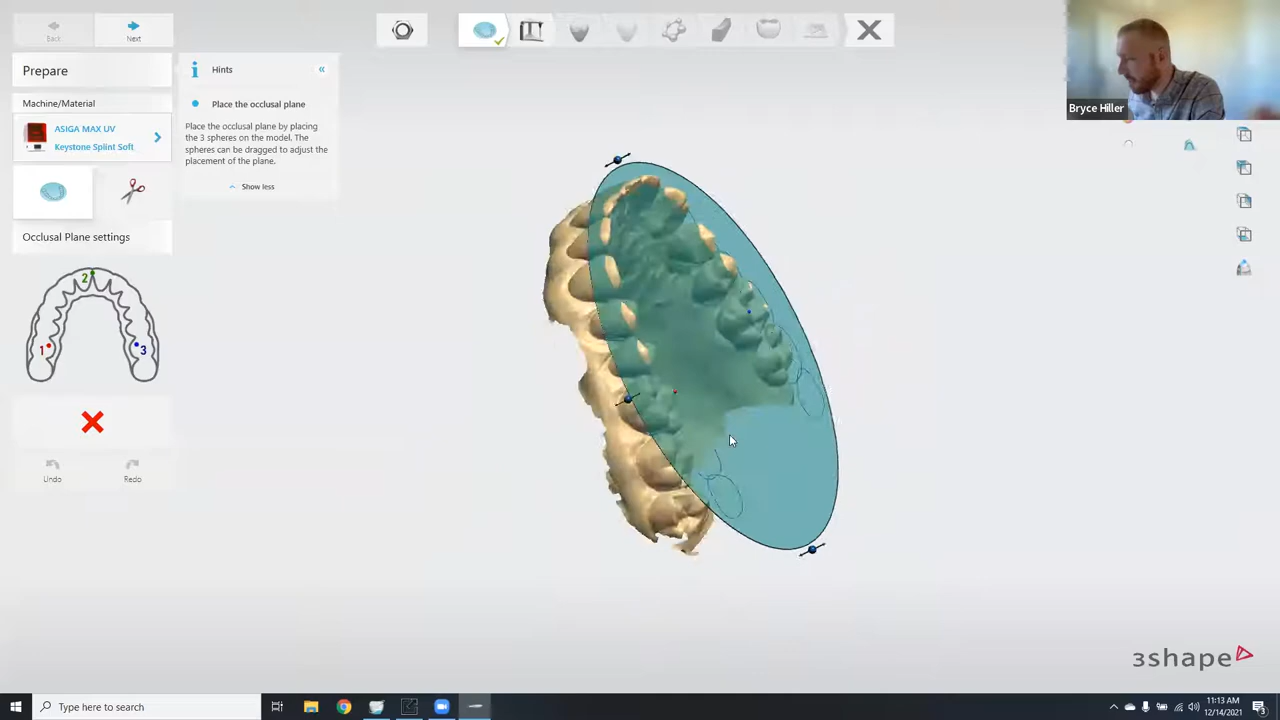 Back
Next
Prepare
Machine/Material
ASIGA MAX UV
Keystone Splint Soft
Occlusal Plane settings
2
1
3
Undo
Redo
Hints
Place the occlusal plane
Place the occlusal plane by placing
the 3 spheres on the model. The
spheres can be dragged to adjust the
placement of the plane.
Show less
Bryce Hiller
3shape
Type here to search
11:13 AM
12/14/2021
3